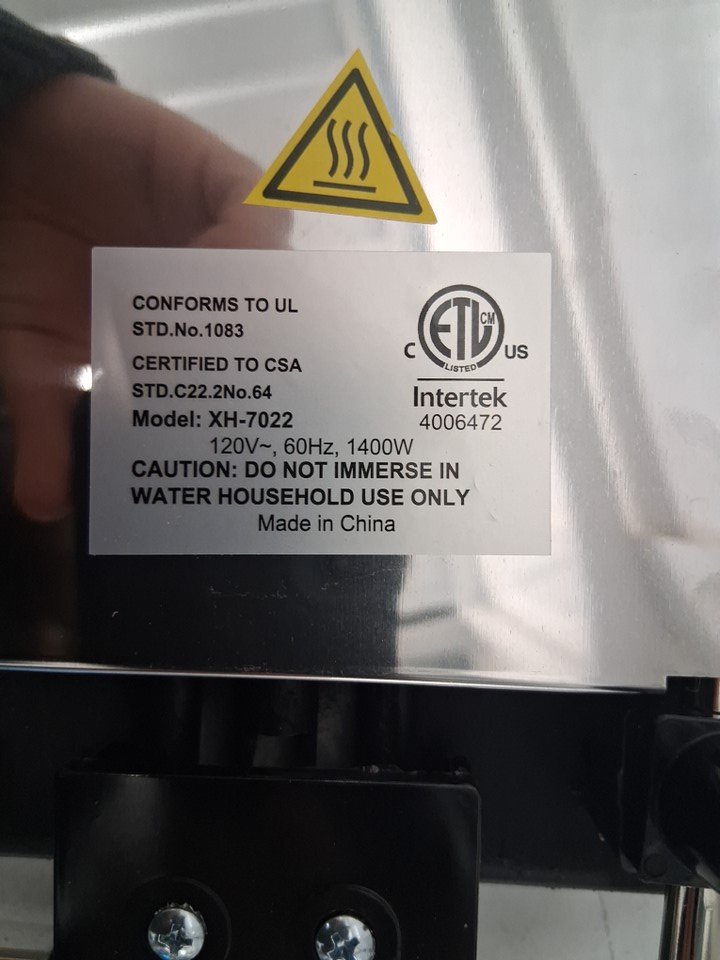 CONFORMS TO UL
STD.No.1083
CERTIFIED TO CSA
STD.C22.2No.64
Model: XH-7022
120V~, 60Hz, 1400W
CAUTION: DO NOT IMMERSE IN
WATER HOUSEHOLD USE ONLY
Made in China
ETL CM
C US
LISTED
Intertek
4006472